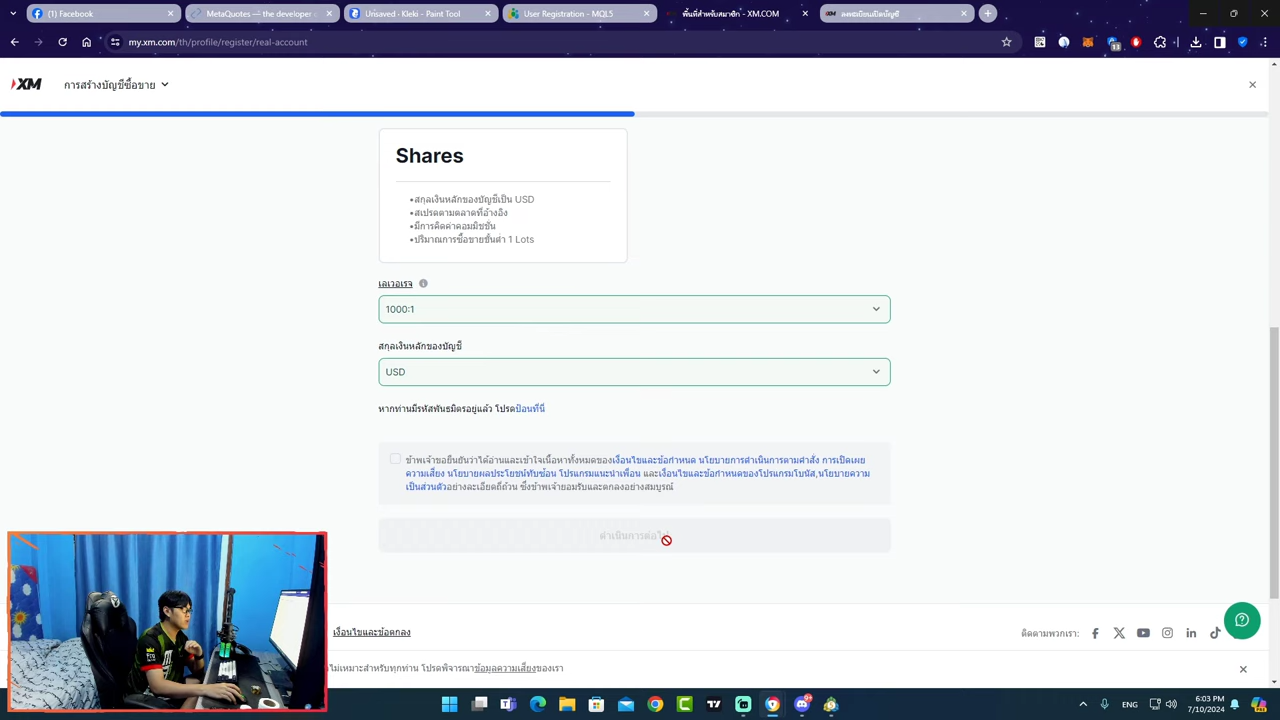 (1) Facebook
MetaQuotes — the developer
Unsaved - Kleki - Paint Tool
User Registration - MQL5
พื้นที่สำหรับสมาชิก - XM.COM
ลงทะเบียนเปิดบัญชี
my.xm.com/th/profile/register/real-account
11
XM
การสร้างบัญชีซื้อขาย
Shares
•สกุลเงินหลักของบัญชีเป็น USD
•สเปรดตามตลาดที่อ้างอิง
•มีการคิดค่าคอมมิชชั่น
•ปริมาณการซื้อขายขั้นต่ำ 1 Lots
เลเวอเรจ
1000:1
สกุลเงินหลักของบัญชี
USD
หากท่านมีรหัสพันธมิตรอยู่แล้ว โปรดป้อนที่นี่
ข้าพเจ้าขอยืนยันว่าได้อ่านและเข้าใจเนื้อหาทั้งหมดของเงื่อนไขและข้อกำหนด นโยบายการดำเนินการตามคำสั่ง การเปิดเผย
ความเสี่ยง นโยบายผลประโยชน์ทับซ้อน โปรแกรมแนะนำเพื่อน และเงื่อนไขและข้อกำหนดของโปรแกรมโบนัส,นโยบายความ
เป็นส่วนตัวอย่างละเอียดถี่ถ้วน ซึ่งข้าพเจ้ายอมรับและตกลงอย่างสมบูรณ์
ดำเนินการต่อไป
เงื่อนไขและข้อตกลง
ติดตามพวกเรา:
ไม่เหมาะสำหรับทุกท่าน โปรดพิจารณาข้อมูลความเสี่ยงของเรา
ENG
6:03 PM
7/10/2024